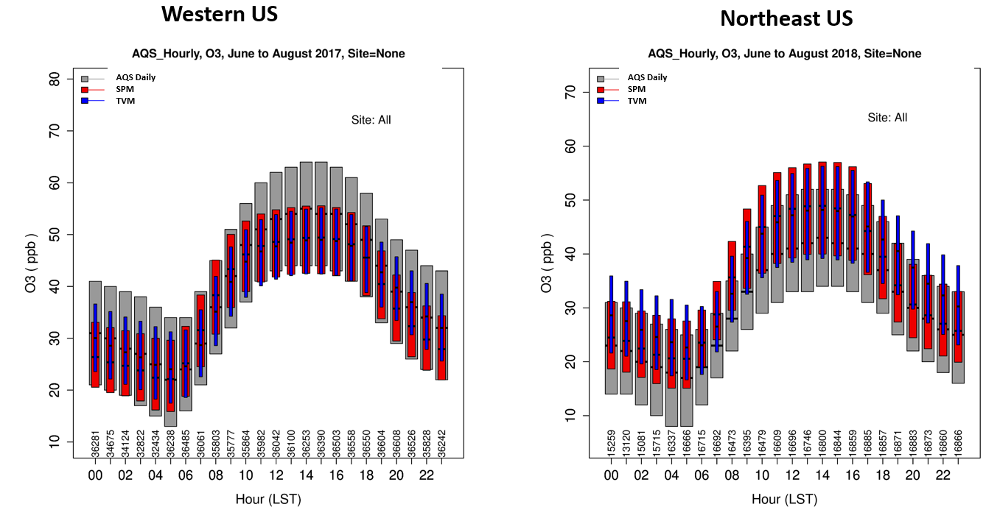 Western US
AQS_Hourly, O3, June to August 2017, Site=None
AQS Daily
SPM
TVM
Site: All
O3 ( ppb )
80
70
60
50
40
30
20
10
36281 34675 34124 32822 32434 36238 36485 36061 35803 35777 35864 35982 36042 36100 36253 36390 36503 36558 36550 36604 36608 36526 35828 36242
00 02 04 06 08 10 12 14 16 18 20 22
Hour (LST)
Northeast US
AQS_Hourly, O3, June to August 2018, Site=None
AQS Daily
SPM
TVM
Site: All
O3 ( ppb )
70
60
50
40
30
20
10
15259 13120 15081 15715 16337 16666 16715 16692 16473 16395 16479 16609 16696 16746 16800 16844 16859 16885 16857 16871 16883 16873 16860 16866
00 02 04 06 08 10 12 14 16 18 20 22
Hour (LST)